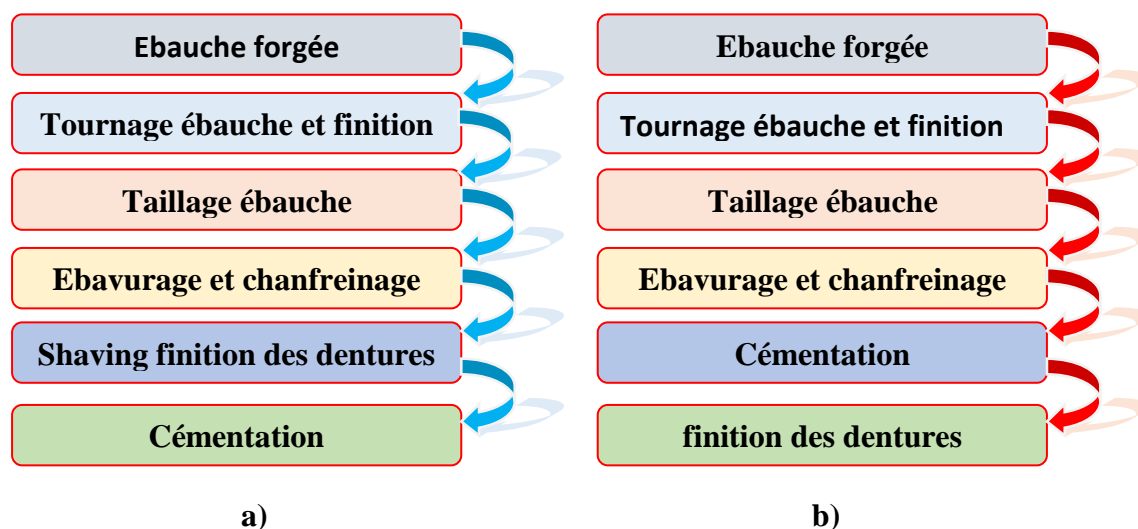 Ebauche forgée
Tournage ébauche et finition
Taillage ébauche
Ebavurage et chanfreinage
Shaving finition des dentures
Cémentation
a)
Ebauche forgée
Tournage ébauche et finition
Taillage ébauche
Ebavurage et chanfreinage
Cémentation
finition des dentures
b)